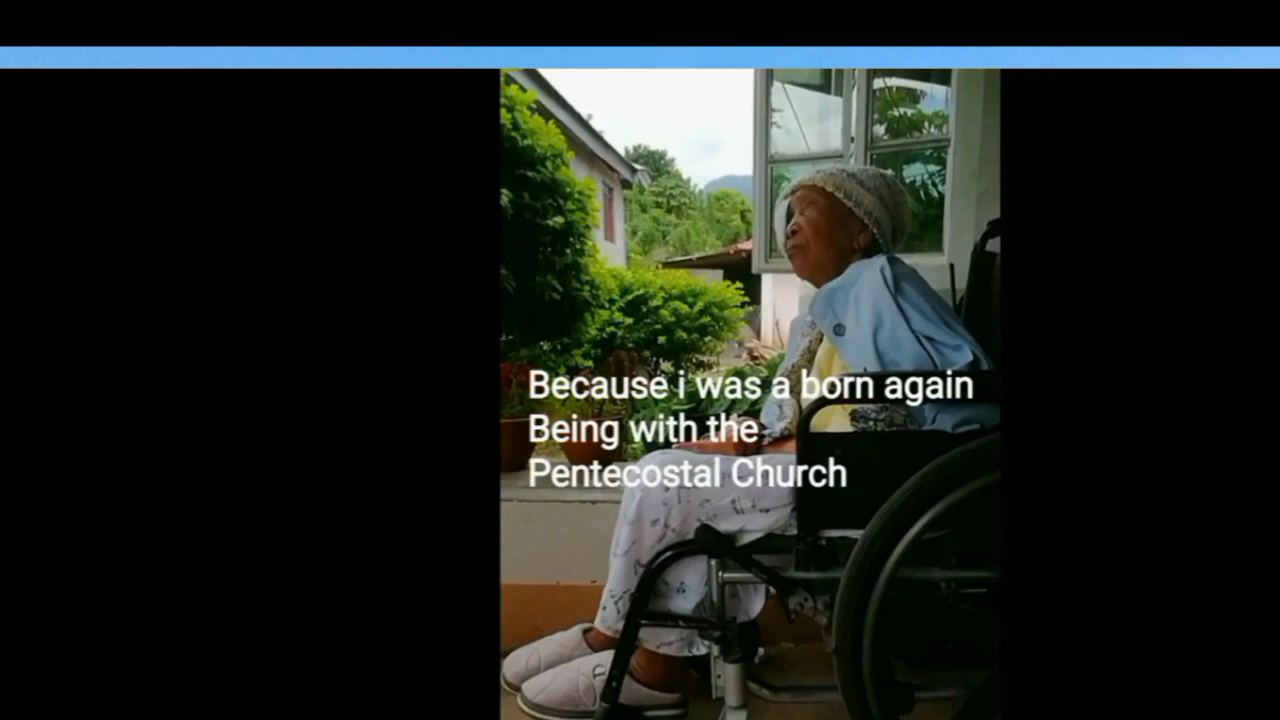 Because i was a born again
Being with the
Pentecostal Church